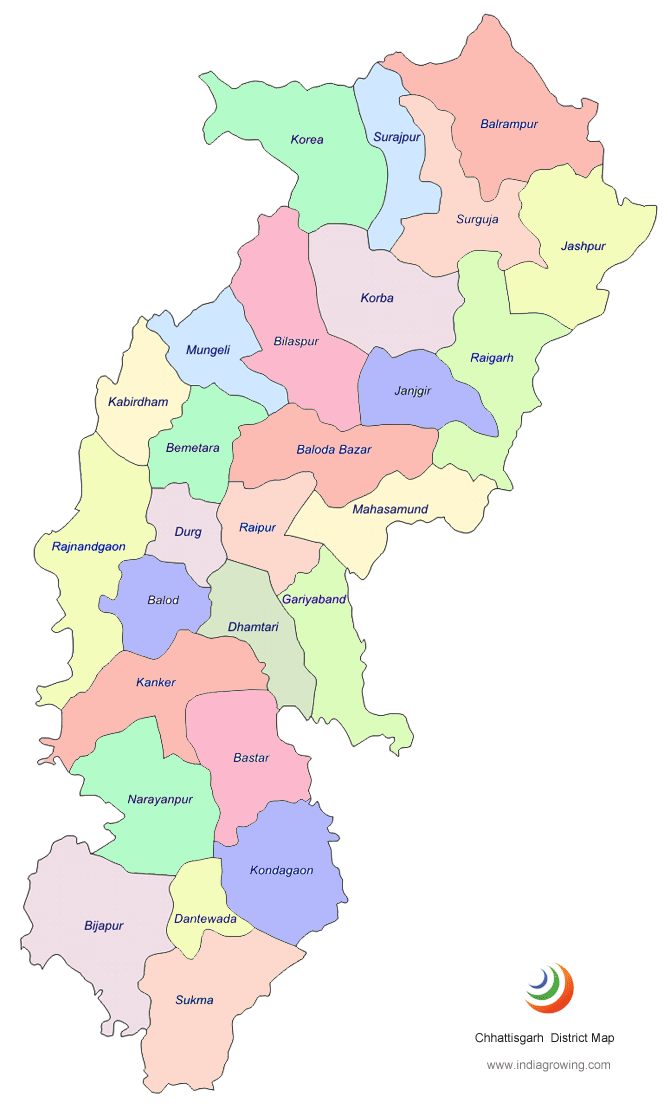 Balrampur
Korea
Surajpur
Surguja
Jashpur
Korba
Bilaspur
Mungeli
Raigarh
Janjgir
Kabirdham
Bemetara
Baloda Bazar
Mahasamund
Raipur
Durg
Rajnandgaon
Balod
Gariyaband
Dhamtari
Kanker
Bastar
Narayanpur
Kondagaon
Dantewada
Bijapur
Sukma
Chhattisgarh District Map
www.indiagrowing.com